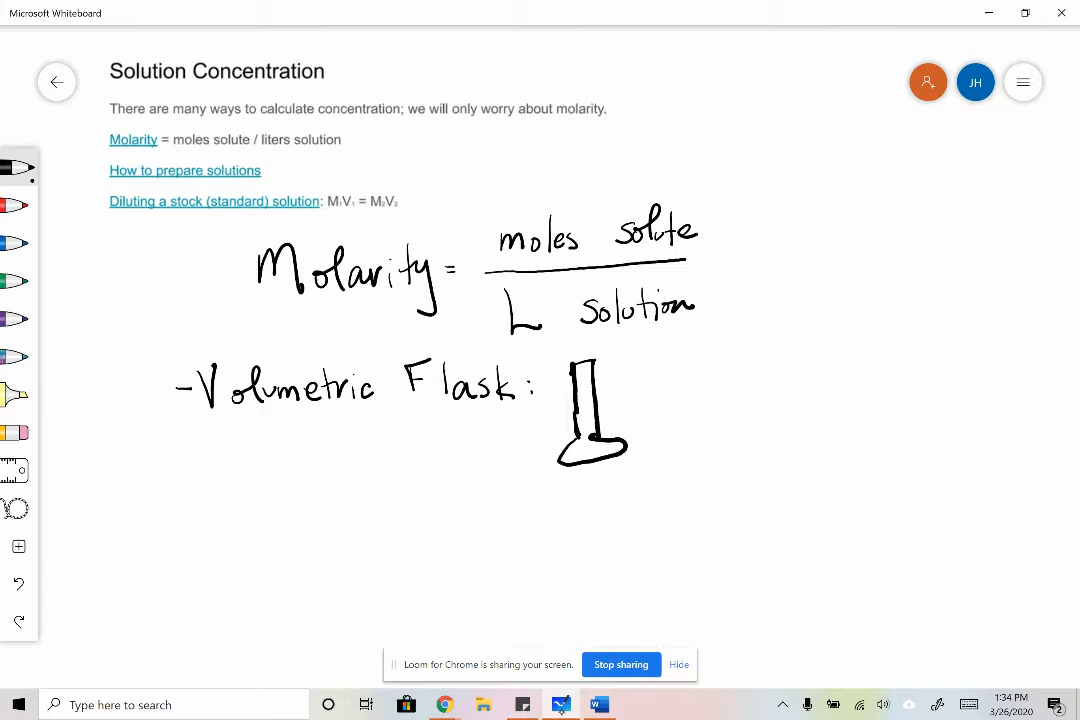 Microsoft Whiteboard
Solution Concentration
There are many ways to calculate concentration; we will only worry about molarity.
JH
Molarity = moles solute / liters solution
How to prepare solutions
Diluting a stock (standard) solution: M₁V₁ = M₂V₂
Molarity = moles solute
L solution
- Volumetric Flask:
Loom for Chrome is sharing your screen. Stop sharing Hide
Type here to search
1:34 PM
3/26/2020
2